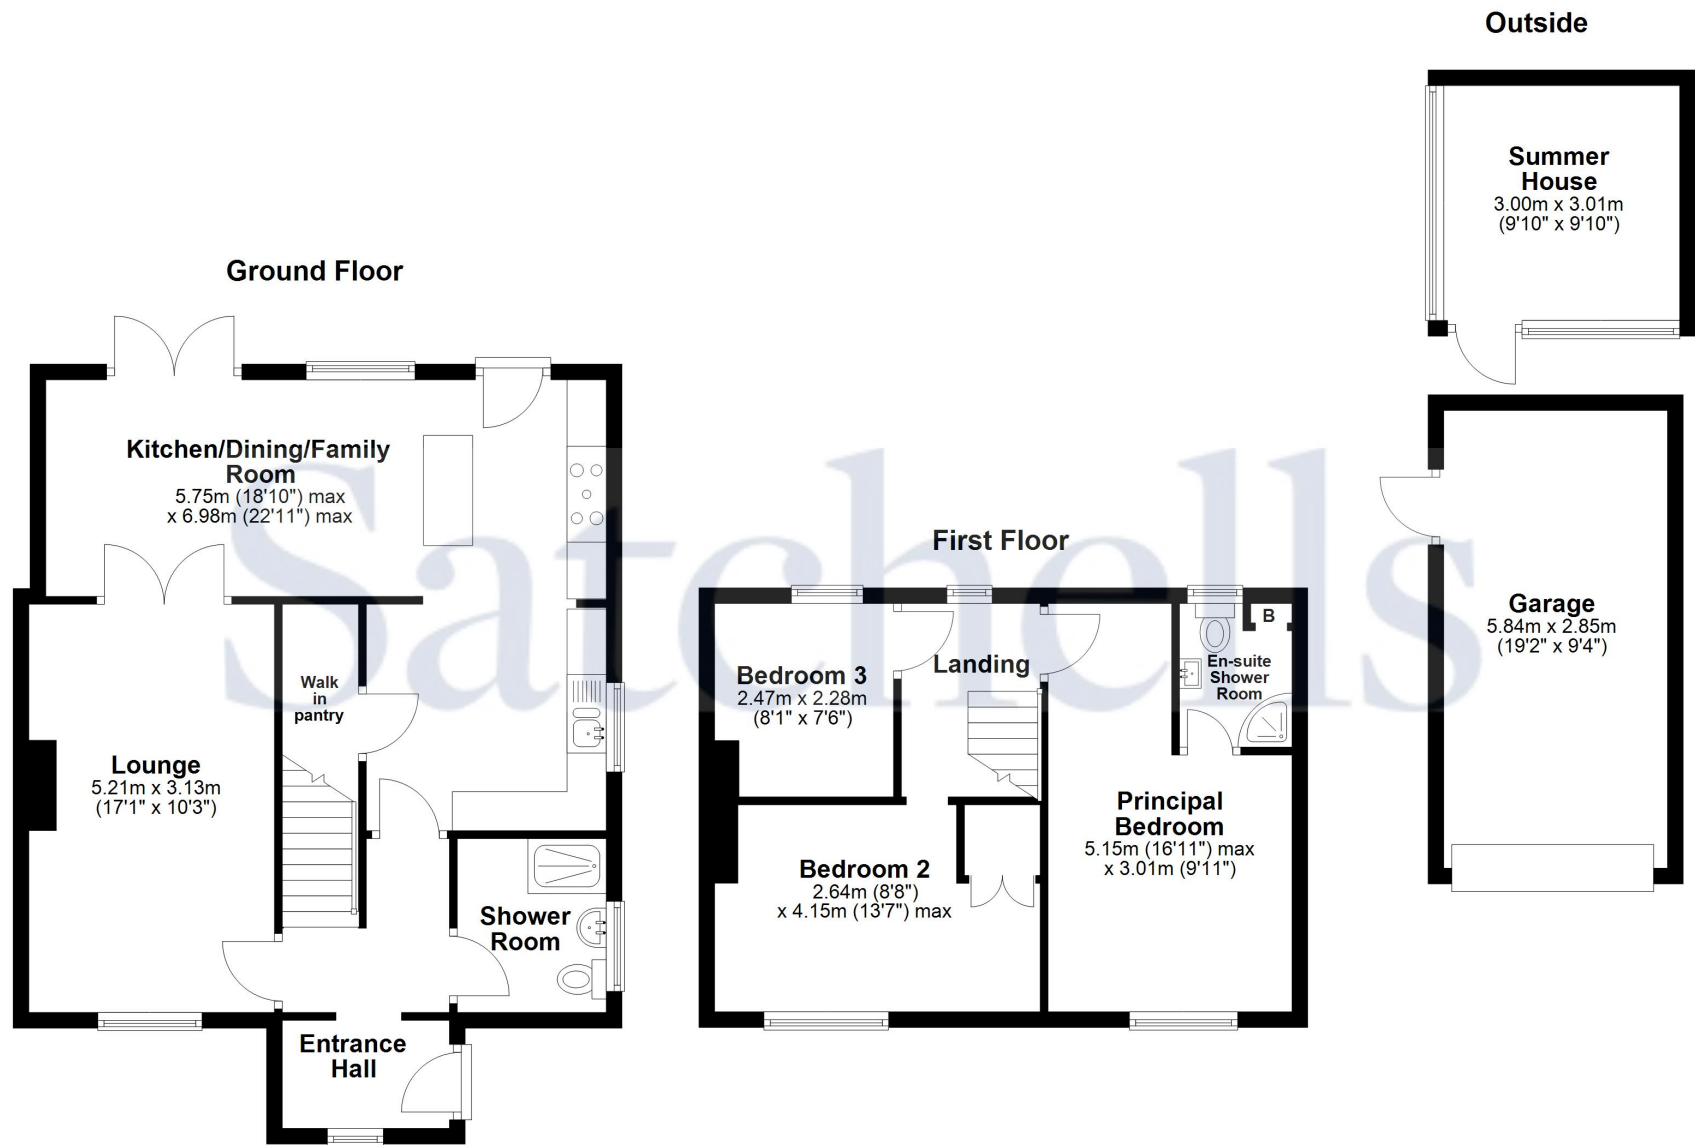 Outside
Summer
House
3.00m x 3.01m
(9'10" x 9'10")
Ground Floor
Kitchen/Dining/Family
Room
5.75m (18'10") max
x 6.98m (22'11") max
Satchells
First Floor
Garage
5.84m x 2.85m
(19'2" x 9'4")
B
Walk
in
pantry
Bedroom 3
2.47m x 2.28m
(8'1" x 7'6")
Landing
En-suite
Shower
Room
Lounge
5.21m x 3.13m
(17'1" x 10'3")
Principal
Bedroom
5.15m (16'11") max
x 3.01m (9'11")
Bedroom 2
2.64m (8'8")
x 4.15m (13'7") max
Shower
Room
Entrance
Hall